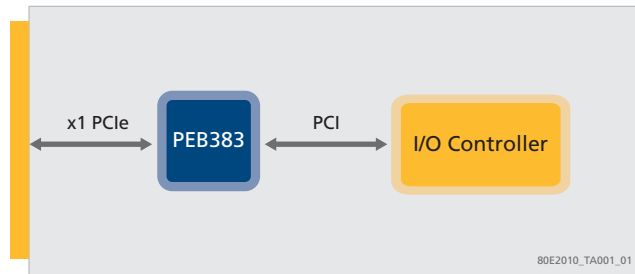 x1 PCIe
PEB383
PCI
I/O Controller
80E2010_TA001_01